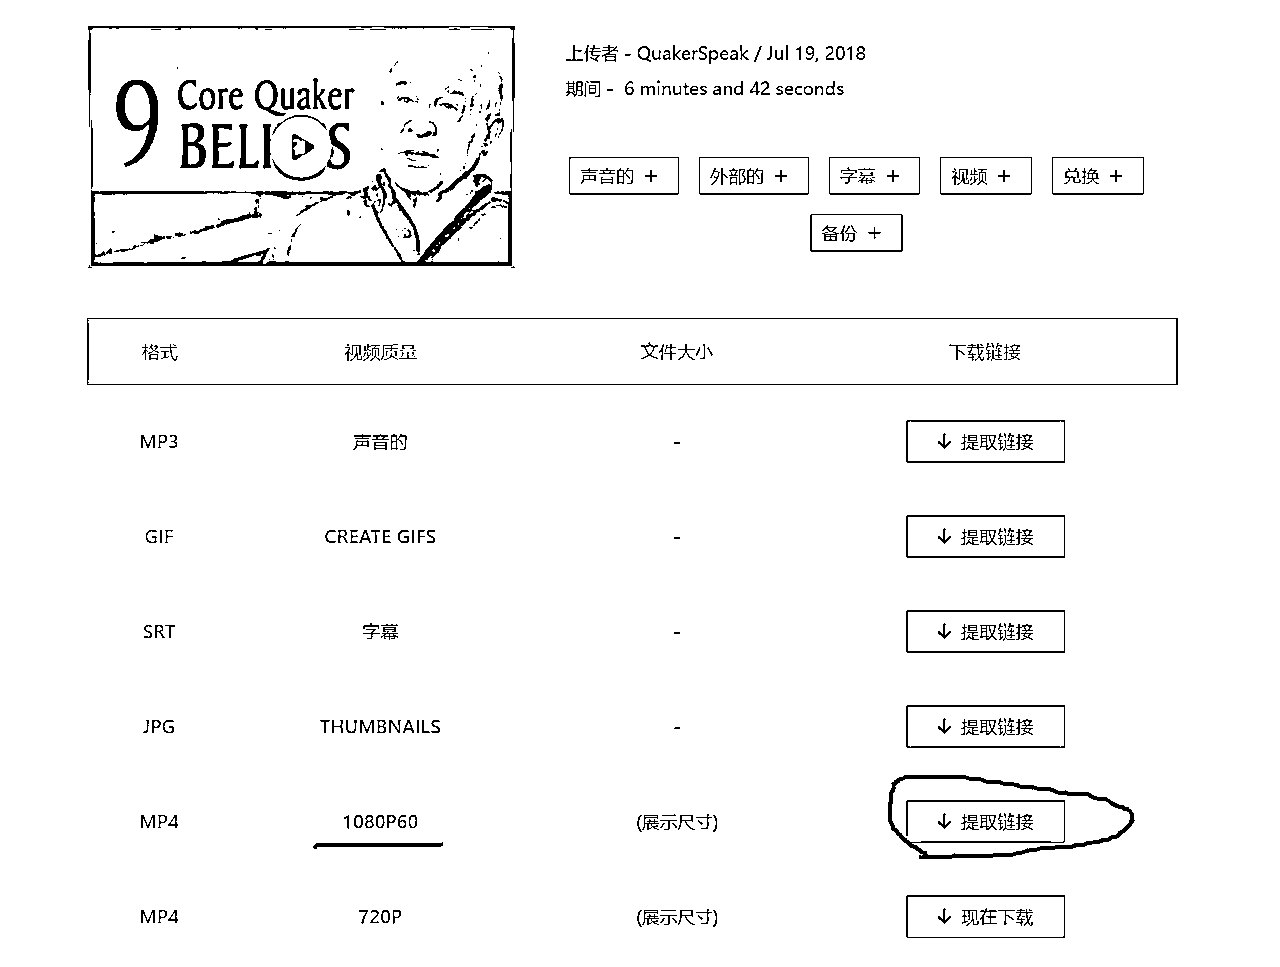 9 Core Quaker
BELI S
上传者 - QuakerSpeak / Jul 19, 2018
期间 - 6 minutes and 42 seconds
声音的 + 外部的 + 字幕 + 视频 + 兑换 +
备份 +
格式 视频质量 文件大小 下载链接
MP3 声音的 - ↓ 提取链接
GIF CREATE GIFS - ↓ 提取链接
SRT 字幕 - ↓ 提取链接
JPG THUMBNAILS - ↓ 提取链接
MP4 1080P60 (展示尺寸) ↓ 提取链接
MP4 720P (展示尺寸) ↓ 现在下载